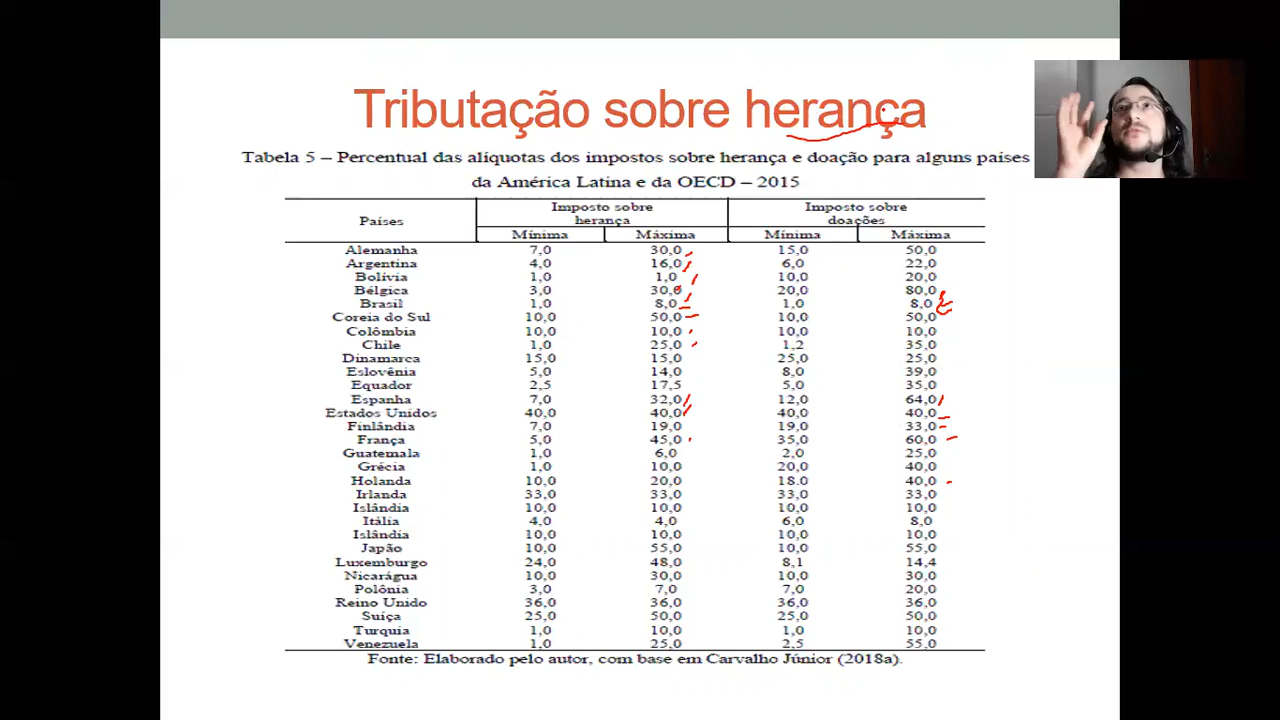 Tributação sobre herança
Tabela 5 – Percentual das alíquotas dos impostos sobre herança e doação para alguns países
da América Latina e da OECD – 2015
Países Imposto sobre herança Imposto sobre doações
Mínima Máxima Mínima Máxima
Alemanha 7,0 30,0 15,0 50,0
Argentina 4,0 16,0 6,0 22,0
Bolívia 1,0 1,0 10,0 20,0
Bélgica 3,0 30,0 20,0 80,0
Brasil 1,0 8,0 1,0 8,0
Coreia do Sul 10,0 50,0 10,0 50,0
Colômbia 10,0 10,0 10,0 10,0
Chile 1,0 25,0 1,2 35,0
Dinamarca 15,0 15,0 25,0 25,0
Eslovênia 5,0 14,0 8,0 39,0
Equador 2,5 17,5 5,0 35,0
Espanha 7,0 32,0 12,0 64,0
Estados Unidos 40,0 40,0 40,0 40,0
Finlândia 7,0 19,0 19,0 33,0
França 5,0 45,0 35,0 60,0
Guatemala 1,0 6,0 2,0 25,0
Grécia 1,0 10,0 20,0 40,0
Holanda 10,0 20,0 18.0 40,0
Irlanda 33,0 33,0 33,0 33,0
Islândia 10,0 10,0 10,0 10,0
Itália 4,0 4,0 6,0 8,0
Islândia 10,0 10,0 10,0 10,0
Japão 10,0 55,0 10,0 55,0
Luxemburgo 24,0 48,0 8,1 14,4
Nicarágua 10,0 30,0 10,0 30,0
Polônia 3,0 7,0 7,0 20,0
Reino Unido 36,0 36,0 36,0 36,0
Suíça 25,0 50,0 25,0 50,0
Turquia 1,0 10,0 1,0 10,0
Venezuela 1,0 25,0 2,5 55,0
Fonte: Elaborado pelo autor, com base em Carvalho Júnior (2018a).